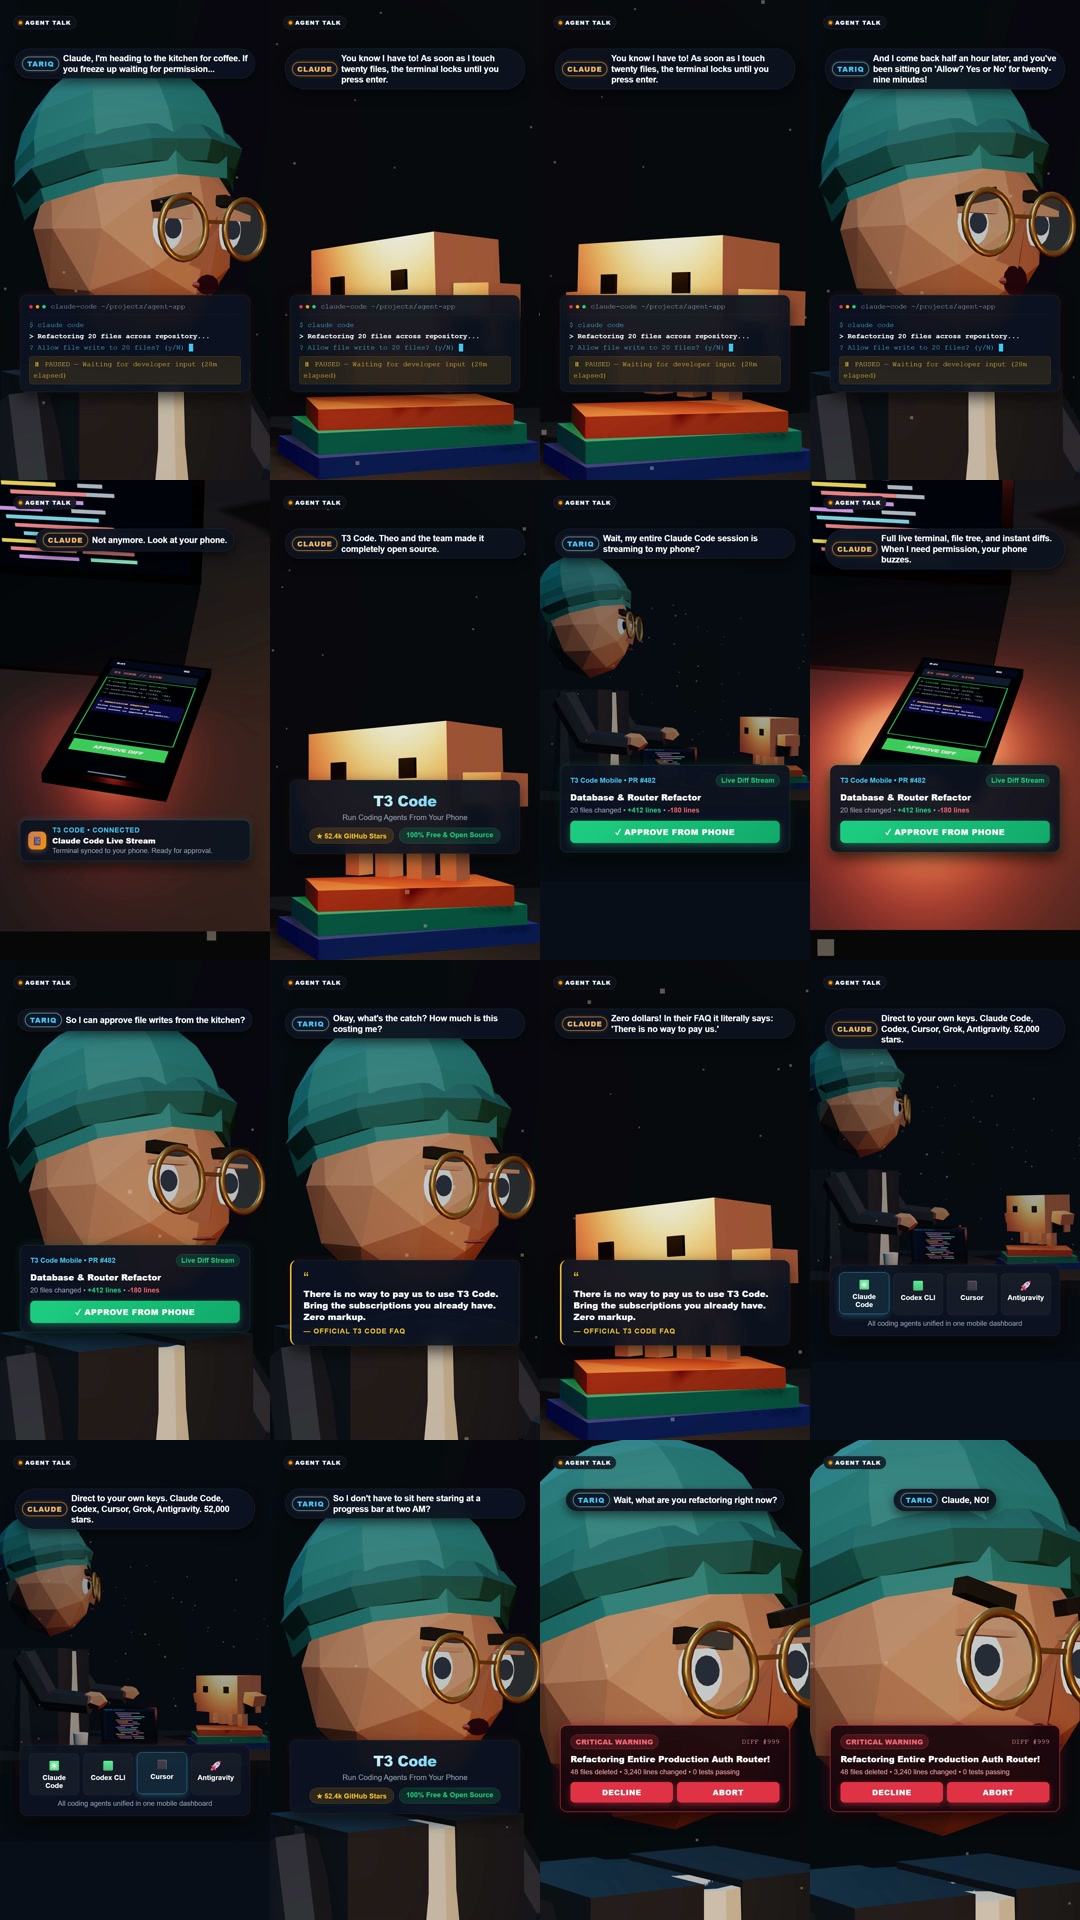 AGENT TALK
TARIQ
Claude, I'm heading to the kitchen for coffee. If
you freeze up waiting for permission...
claude-code ~/projects/agent-app
$ claude code
> Refactoring 20 files across repository...
? Allow file write to 20 files? (y/N)
PAUSED — Waiting for developer input (28m
elapsed)
AGENT TALK
CLAUDE
You know I have to! As soon as I touch
twenty files, the terminal locks until you
press enter.
claude-code ~/projects/agent-app
$ claude code
> Refactoring 20 files across repository...
? Allow file write to 20 files? (y/N)
PAUSED — Waiting for developer input (28m
elapsed)
AGENT TALK
CLAUDE
You know I have to! As soon as I touch
twenty files, the terminal locks until you
press enter.
claude-code ~/projects/agent-app
$ claude code
> Refactoring 20 files across repository...
? Allow file write to 20 files? (y/N)
PAUSED — Waiting for developer input (28m
elapsed)
AGENT TALK
TARIQ
And I come back half an hour later, and you've
been sitting on 'Allow? Yes or No' for twenty-
nine minutes!
claude-code ~/projects/agent-app
$ claude code
> Refactoring 20 files across repository...
? Allow file write to 20 files? (y/N)
PAUSED — Waiting for developer input (28m
elapsed)
AGENT TALK
CLAUDE
Not anymore. Look at your phone.
T3 CODE // LIVE
APPROVE DIFF
T3 CODE • CONNECTED
Claude Code Live Stream
Terminal synced to your phone. Ready for approval.
AGENT TALK
CLAUDE
T3 Code. Theo and the team made it
completely open source.
T3 Code
Run Coding Agents From Your Phone
★ 52.4k GitHub Stars
100% Free & Open Source
AGENT TALK
TARIQ
Wait, my entire Claude Code session is
streaming to my phone?
T3 Code Mobile • PR #482
Live Diff Stream
Database & Router Refactor
20 files changed • +412 lines • -180 lines
✓ APPROVE FROM PHONE
AGENT TALK
CLAUDE
Full live terminal, file tree, and instant diffs.
When I need permission, your phone
buzzes.
T3 CODE // LIVE
APPROVE DIFF
T3 Code Mobile • PR #482
Live Diff Stream
Database & Router Refactor
20 files changed • +412 lines • -180 lines
✓ APPROVE FROM PHONE
AGENT TALK
TARIQ
So I can approve file writes from the kitchen?
T3 Code Mobile • PR #482
Live Diff Stream
Database & Router Refactor
20 files changed • +412 lines • -180 lines
✓ APPROVE FROM PHONE
AGENT TALK
TARIQ
Okay, what's the catch? How much is this
costing me?
“
There is no way to pay us to use T3 Code.
Bring the subscriptions you already have.
Zero markup.
— OFFICIAL T3 CODE FAQ
AGENT TALK
CLAUDE
Zero dollars! In their FAQ it literally says:
'There is no way to pay us.'
“
There is no way to pay us to use T3 Code.
Bring the subscriptions you already have.
Zero markup.
— OFFICIAL T3 CODE FAQ
AGENT TALK
CLAUDE
Direct to your own keys. Claude Code,
Codex, Cursor, Grok, Antigravity. 52,000
stars.
Claude
Code
Codex CLI
Cursor
Antigravity
All coding agents unified in one mobile dashboard
AGENT TALK
CLAUDE
Direct to your own keys. Claude Code,
Codex, Cursor, Grok, Antigravity. 52,000
stars.
Claude
Code
Codex CLI
Cursor
Antigravity
All coding agents unified in one mobile dashboard
AGENT TALK
TARIQ
So I don't have to sit here staring at a
progress bar at two AM?
T3 Code
Run Coding Agents From Your Phone
★ 52.4k GitHub Stars
100% Free & Open Source
AGENT TALK
TARIQ
Wait, what are you refactoring right now?
CRITICAL WARNING
DIFF #999
Refactoring Entire Production Auth Router!
48 files deleted • 3,240 lines changed • 0 tests passing
DECLINE
ABORT
AGENT TALK
TARIQ
Claude, NO!
CRITICAL WARNING
DIFF #999
Refactoring Entire Production Auth Router!
48 files deleted • 3,240 lines changed • 0 tests passing
DECLINE
ABORT